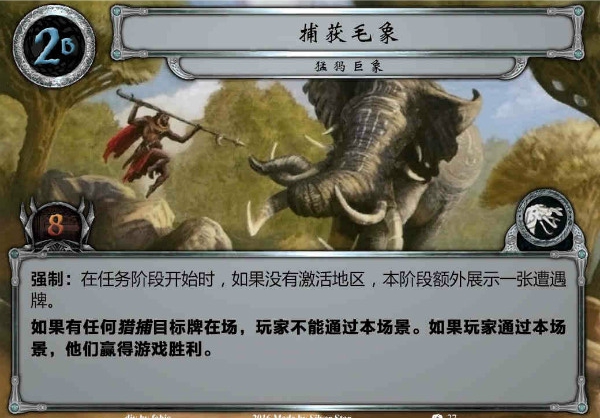 2B
捕获毛象
猛犸巨象
8
强制：在任务阶段开始时，如果没有激活地区，本阶段额外展示一张遭遇
牌。
如果有任何猎捕目标牌在场，玩家不能通过本场景。如果玩家通过本场
景，他们赢得游戏胜利。